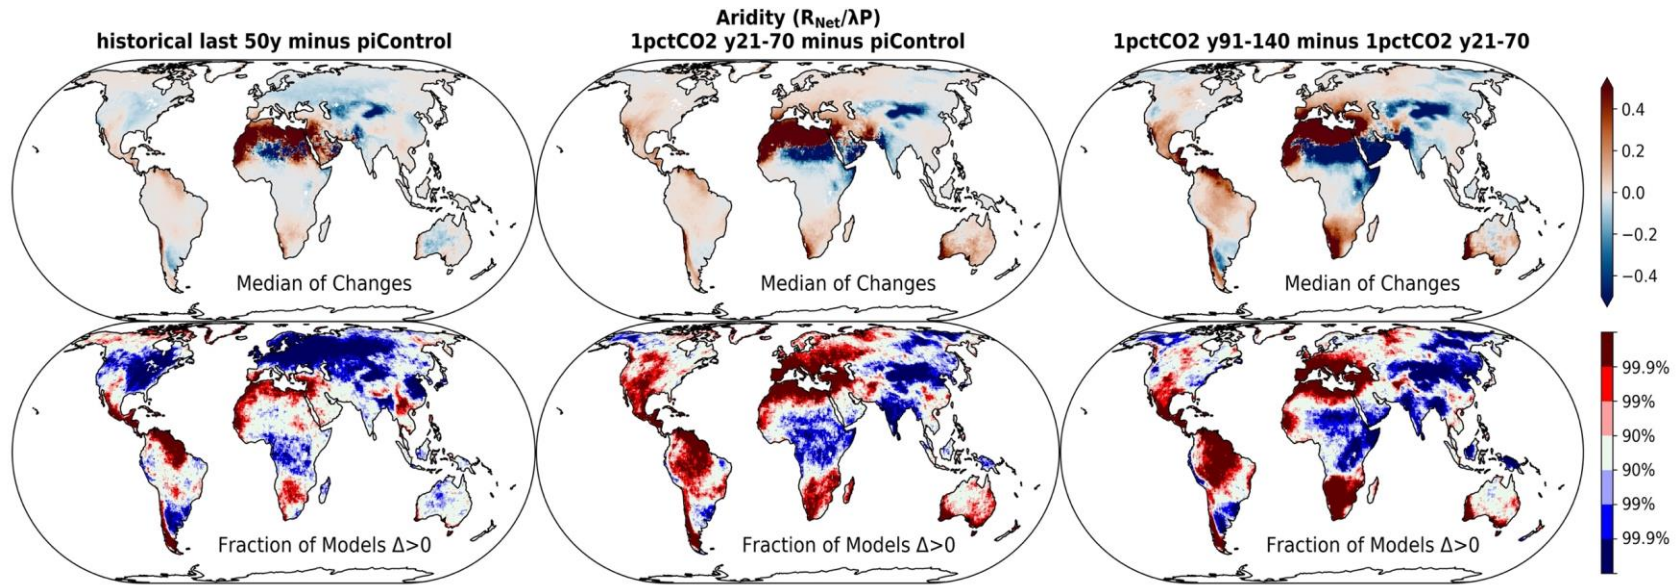 Aridity (R_Net/λP)
historical last 50y minus piControl
1pctCO2 y21-70 minus piControl
1pctCO2 y91-140 minus 1pctCO2 y21-70
Median of Changes
Median of Changes
Median of Changes
0.4
0.2
0.0
−0.2
−0.4
Fraction of Models Δ>0
Fraction of Models Δ>0
Fraction of Models Δ>0
99.9%
99%
90%
90%
99%
99.9%